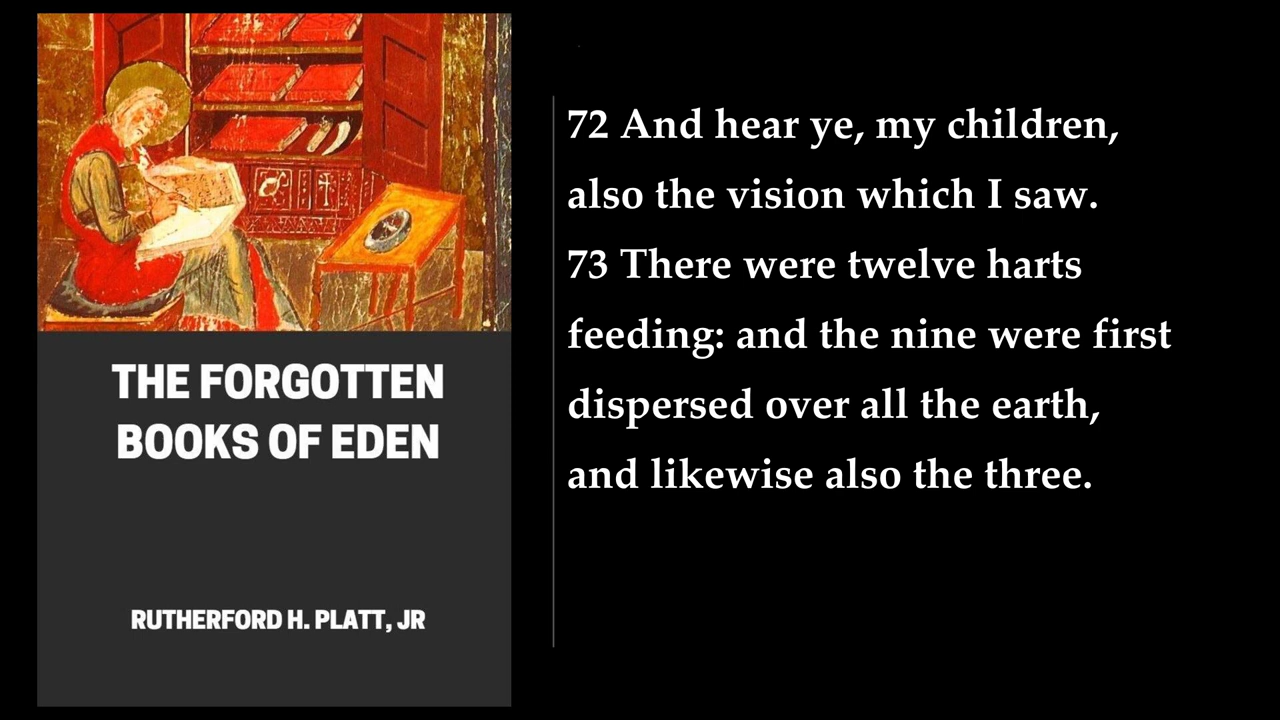 THE FORGOTTEN
BOOKS OF EDEN
RUTHERFORD H. PLATT, JR
72 And hear ye, my children,
also the vision which I saw.
73 There were twelve harts
feeding: and the nine were first
dispersed over all the earth,
and likewise also the three.